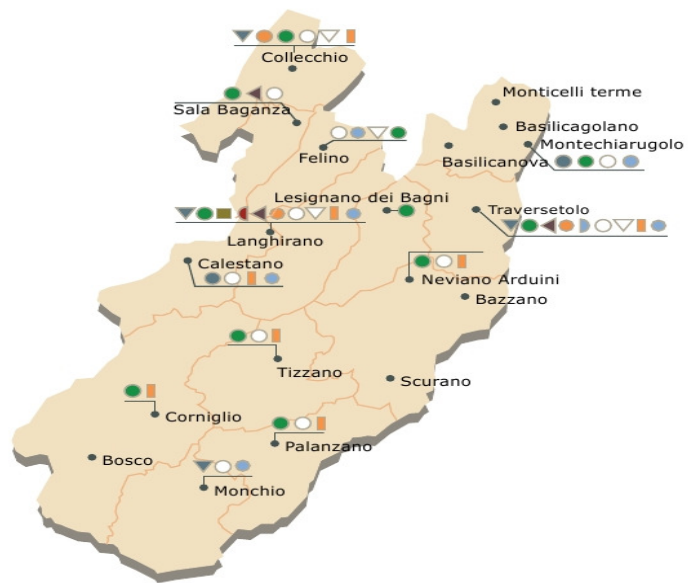 Collecchio
Monticelli terme
Sala Baganza
Basilicagolano
Montechiarugolo
Felino
Basilicanova
Lesignano dei Bagni
Traversetolo
Langhirano
Calestano
Neviano Arduini
Bazzano
Tizzano
Scurano
Corniglio
Palanzano
Bosco
Monchio